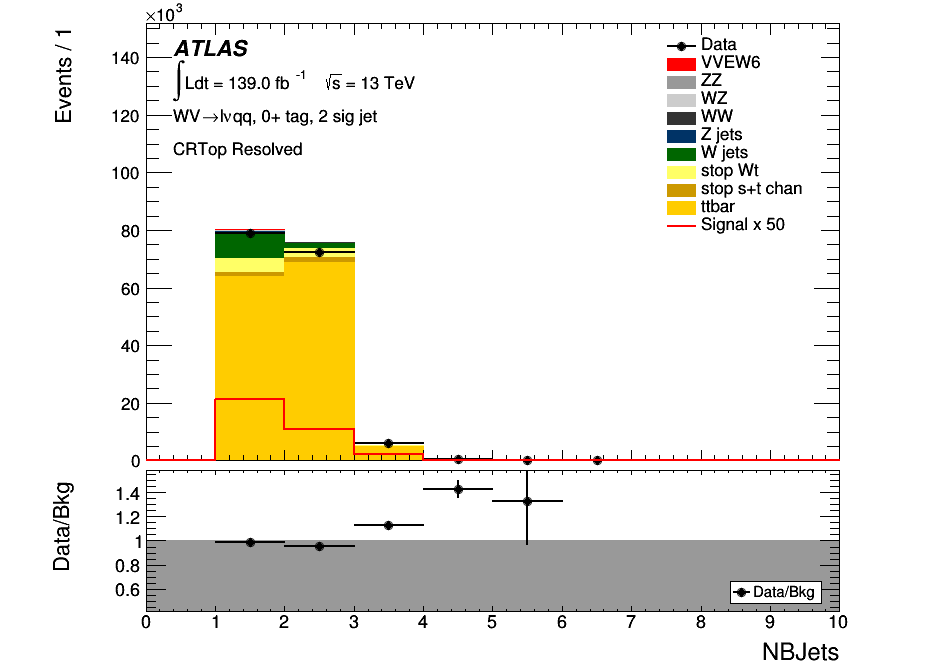 ×10³
Events / 1
140
120
100
80
60
40
20
0
ATLAS
∫Ldt = 139.0 fb⁻¹ √s = 13 TeV
WV→lνqq, 0+ tag, 2 sig jet
CRTop Resolved
Data
VVEW6
ZZ
WZ
WW
Z jets
W jets
stop Wt
stop s+t chan
ttbar
Signal x 50
Data/Bkg
1.4
1.2
1
0.8
0.6
Data/Bkg
0 1 2 3 4 5 6 7 8 9 10
NBJets